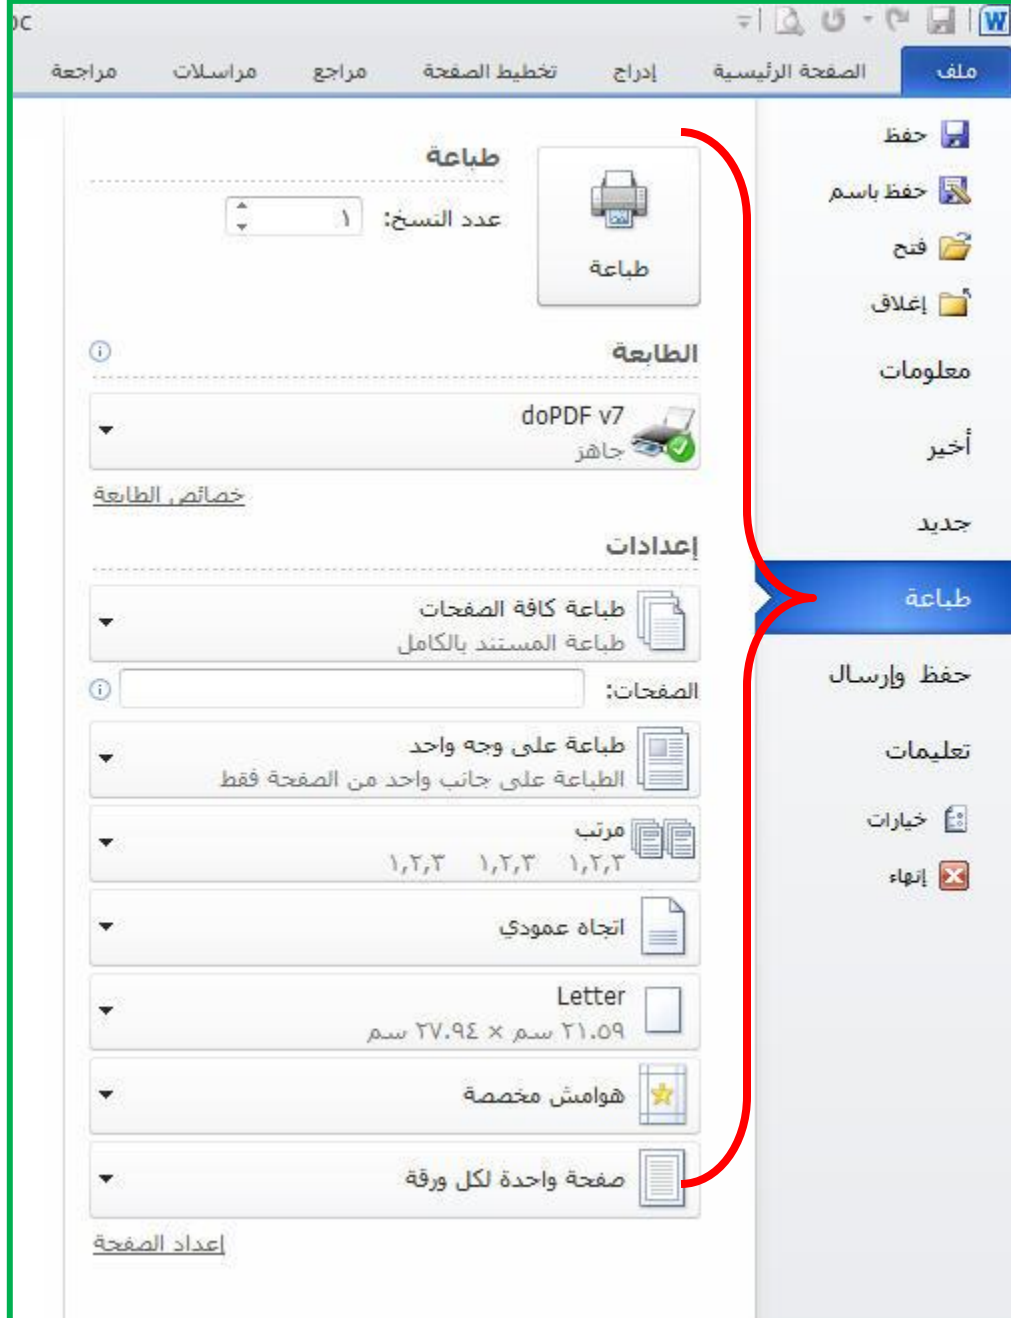 oc
W
ملف الصفحة الرئيسية إدراج تخطيط الصفحة مراجع مراسلات مراجعة
حفظ
حفظ باسم
فتح
إغلاق
معلومات
أخير
جديد
طباعة
حفظ وإرسال
تعليمات
خيارات
إنهاء
طباعة
طباعة
عدد النسخ: ١
الطابعة
doPDF v7
جاهز
خصائص الطابعة
إعدادات
طباعة كافة الصفحات
طباعة المستند بالكامل
الصفحات:
طباعة على وجه واحد
الطباعة على جانب واحد من الصفحة فقط
مرتب
١,٢,٣ ١,٢,٣ ١,٢,٣
اتجاه عمودي
Letter
٢١.٥٩ سم × ٢٧.٩٤ سم
هوامش مخصصة
صفحة واحدة لكل ورقة
إعداد الصفحة